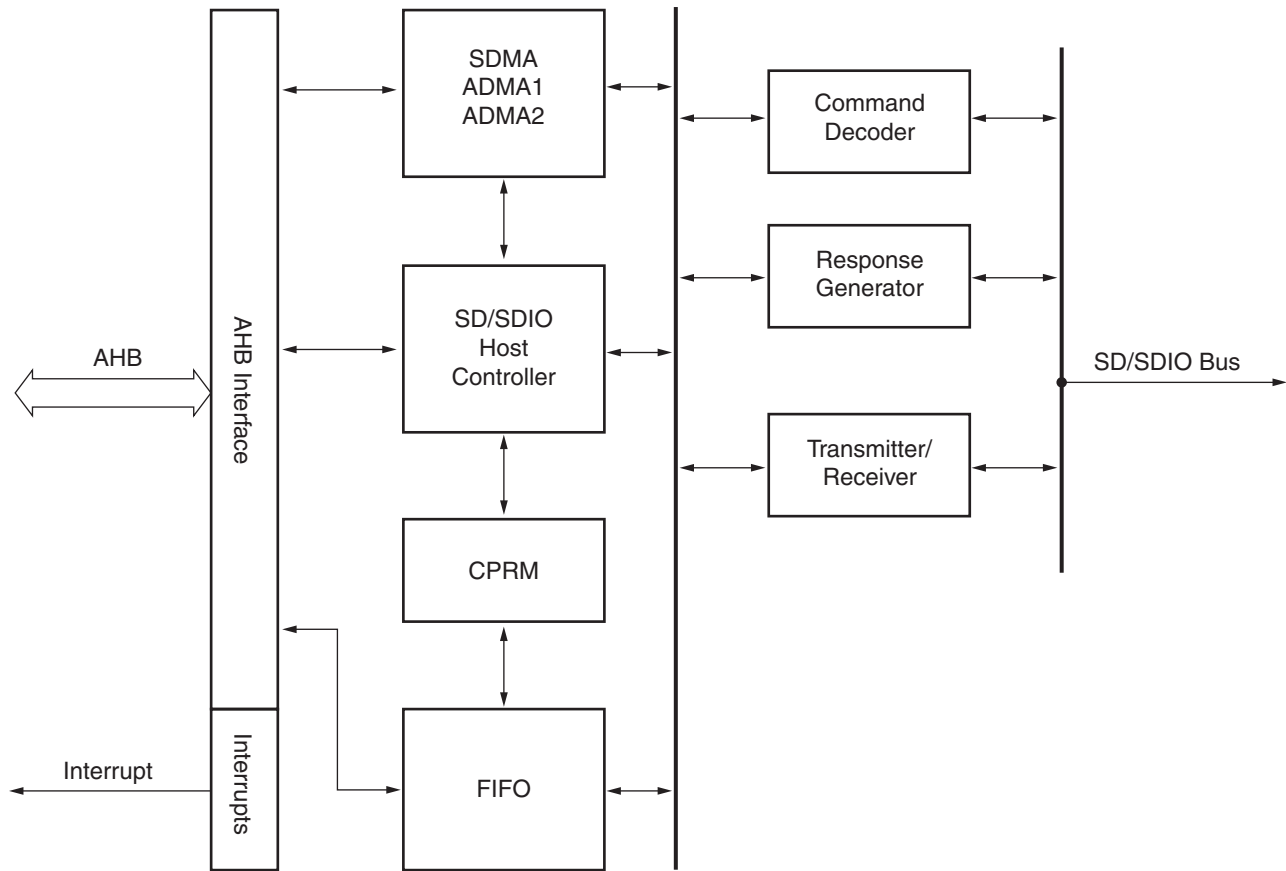 SDMA
ADMA1
ADMA2
Command
Decoder
Response
Generator
AHB
AHB Interface
SD/SDIO
Host
Controller
SD/SDIO Bus
Transmitter/
Receiver
CPRM
Interrupt
Interrupts
FIFO